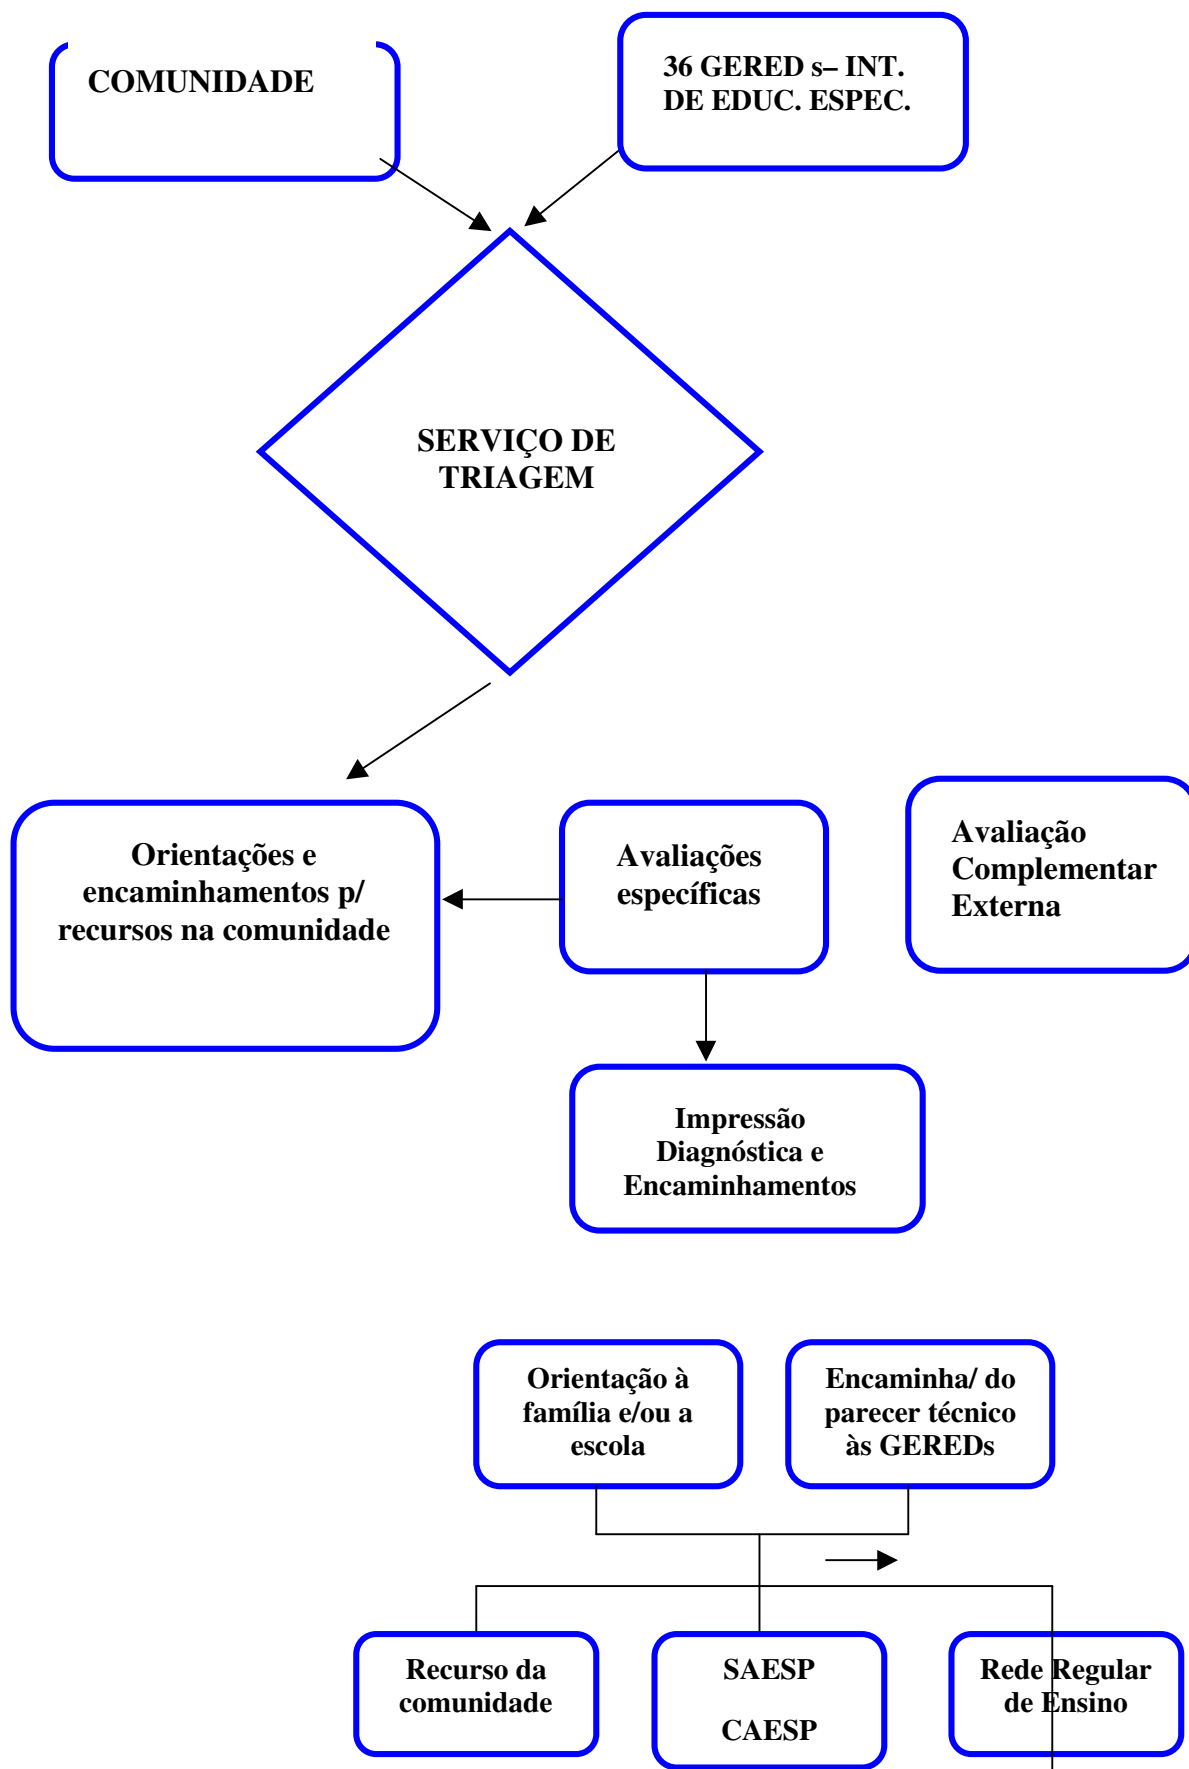 COMUNIDADE
36 GERED s– INT.
DE EDUC. ESPEC.
SERVIÇO DE
TRIAGEM
Orientações e
encaminhamentos p/
recursos na comunidade
Avaliações
específicas
Avaliação
Complementar
Externa
Impressão
Diagnóstica e
Encaminhamentos
Orientação à
família e/ou a
escola
Encaminha/ do
parecer técnico
às GEREDs
Recurso da
comunidade
SAESP
CAESP
Rede Regular
de Ensino